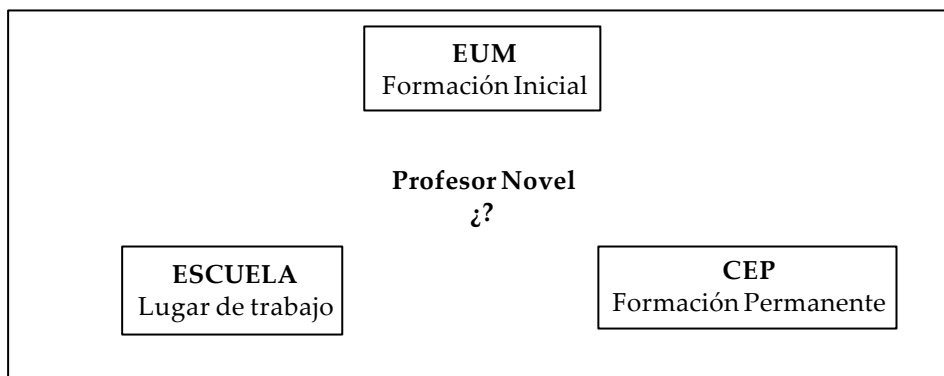 EUM
Formación Inicial
Profesor Novel
¿?
ESCUELA
Lugar de trabajo
CEP
Formación Permanente